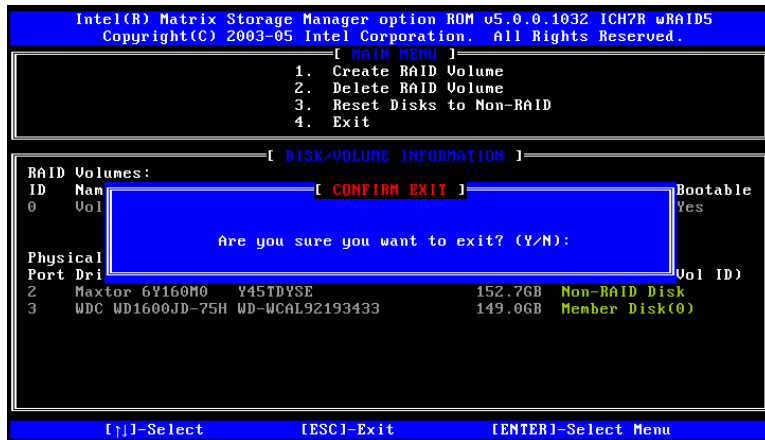 Intel(R) Matrix Storage Manager option ROM v5.0.0.1032 ICH7R wRAID5
Copyright(C) 2003-05 Intel Corporation. All Rights Reserved.
[ MAIN MENU ]
1. Create RAID Volume
2. Delete RAID Volume
3. Reset Disks to Non-RAID
4. Exit
[ DISK/VOLUME INFORMATION ]
RAID Volumes:
ID Nam Bootable
0 Vol Yes
[ CONFIRM EXIT ]
Are you sure you want to exit? (Y/N):
Physical
Port Dri Vol ID)
2 Maxtor 6Y160M0 Y45TDYSE 152.7GB Non-RAID Disk
3 WDC WD1600JD-75H WD-WCAL92193433 149.0GB Member Disk(0)
[↑↓]-Select [ESC]-Exit [ENTER]-Select Menu